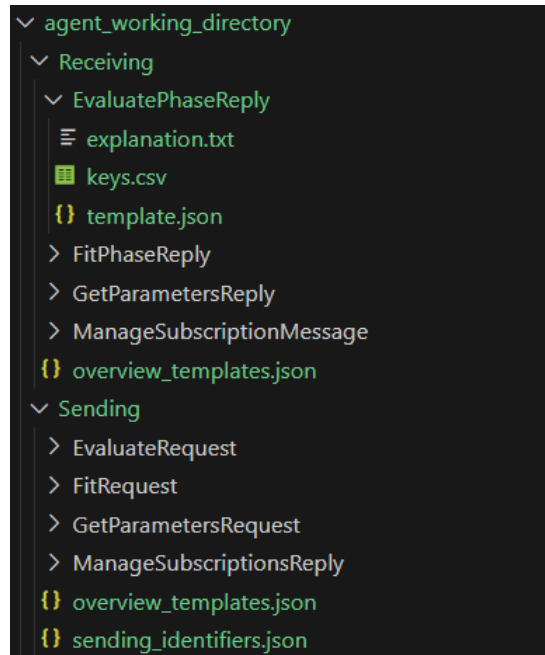 agent_working_directory
Receiving
EvaluatePhaseReply
explanation.txt
keys.csv
{} template.json
FitPhaseReply
GetParametersReply
ManageSubscriptionMessage
{} overview_templates.json
Sending
EvaluateRequest
FitRequest
GetParametersRequest
ManageSubscriptionsReply
{} overview_templates.json
{} sending_identifiers.json